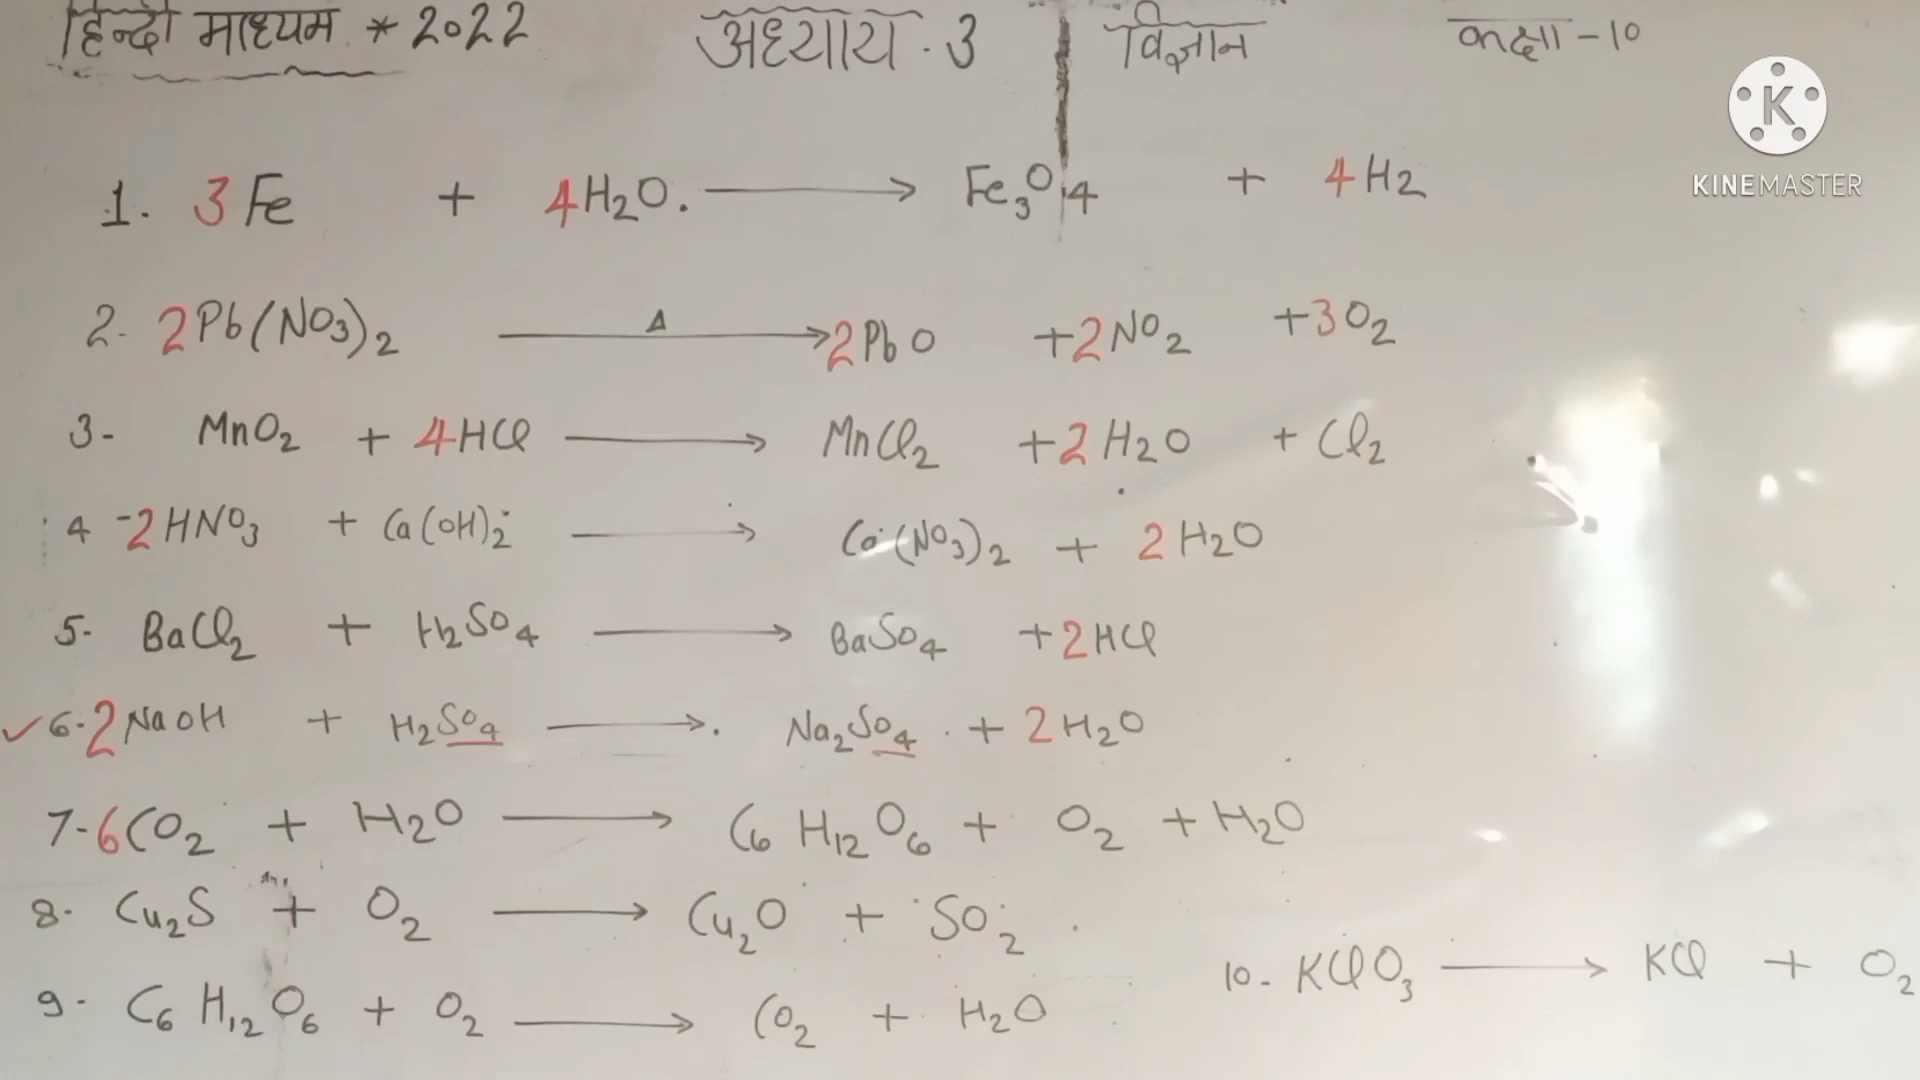 हिन्दी माध्यम * 2022 अध्याय - 3 विज्ञान कक्षा - 10
KINEMASTER
1. 3Fe + 4H2O. ⟶ Fe3O4 + 4H2
2- 2Pb(NO3)2 ⟶Δ 2PbO +2NO2 +3O2
3- MnO2 + 4HCl ⟶ MnCl2 +2H2O + Cl2
4 -2HNO3 + Ca(OH)2 ⟶ Ca(NO3)2 + 2H2O
5- BaCl2 + H2SO4 ⟶ BaSO4 +2HCl
✓6-2NaOH + H2SO4 ⟶. Na2SO4 + 2H2O
7-6CO2 + H2O ⟶ C6H12O6 + O2 + H2O
8- Cu2S + O2 ⟶ Cu2O + SO2
9- C6H12O6 + O2 ⟶ CO2 + H2O
10- KClO3 ⟶ KCl + O2